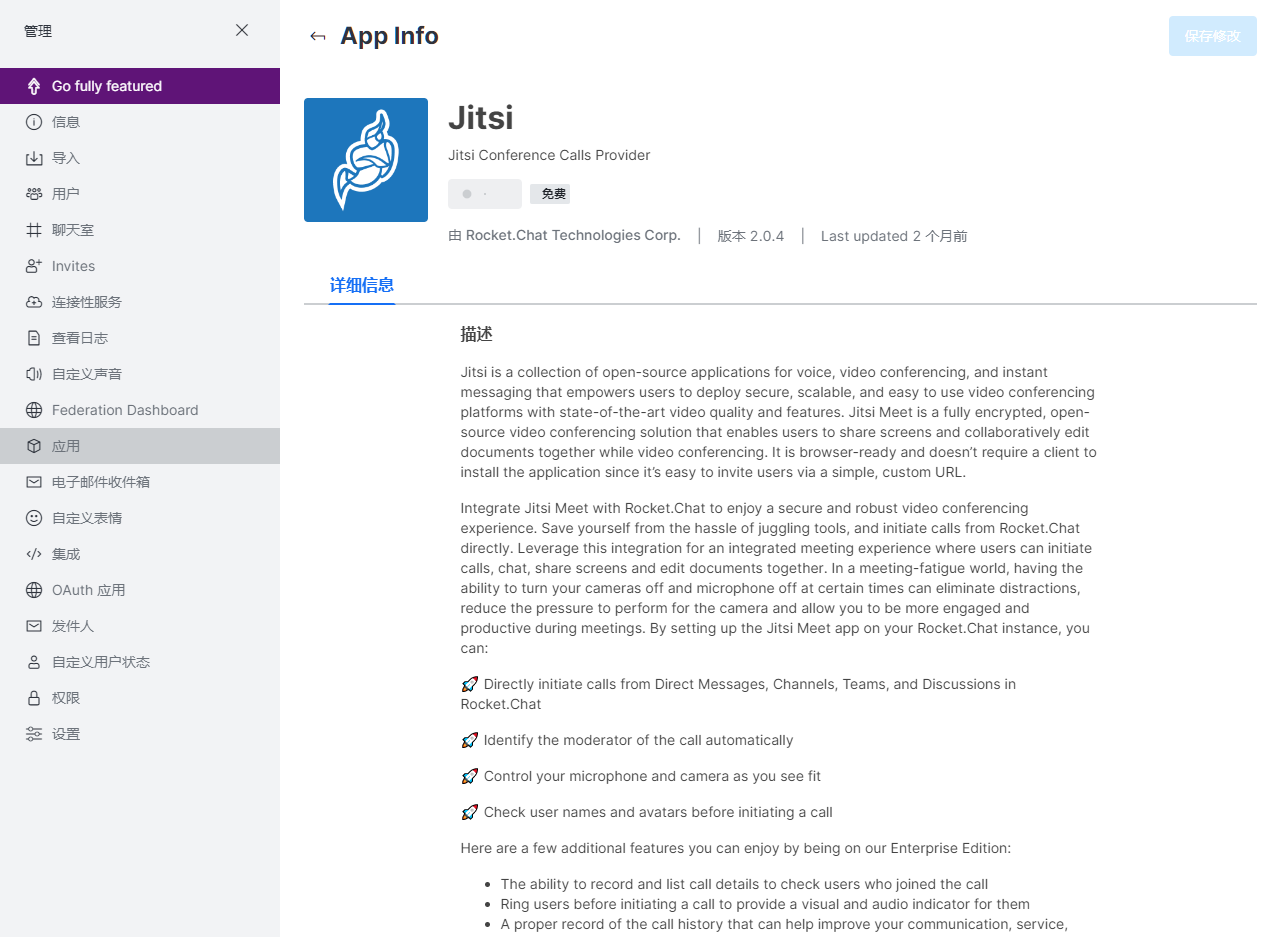 管理
Go fully featured
信息
导入
用户
聊天室
Invites
连接性服务
查看日志
自定义声音
Federation Dashboard
应用
电子邮件收件箱
自定义表情
集成
OAuth 应用
发件人
自定义用户状态
权限
设置
App Info
保存修改
Jitsi
Jitsi Conference Calls Provider
免费
由 Rocket.Chat Technologies Corp. | 版本 2.0.4 | Last updated 2 个月前
详细信息
描述
Jitsi is a collection of open-source applications for voice, video conferencing, and instant
messaging that empowers users to deploy secure, scalable, and easy to use video conferencing
platforms with state-of-the-art video quality and features. Jitsi Meet is a fully encrypted, open-
source video conferencing solution that enables users to share screens and collaboratively edit
documents together while video conferencing. It is browser-ready and doesn’t require a client to
install the application since it’s easy to invite users via a simple, custom URL.
Integrate Jitsi Meet with Rocket.Chat to enjoy a secure and robust video conferencing
experience. Save yourself from the hassle of juggling tools, and initiate calls from Rocket.Chat
directly. Leverage this integration for an integrated meeting experience where users can initiate
calls, chat, share screens and edit documents together. In a meeting-fatigue world, having the
ability to turn your cameras off and microphone off at certain times can eliminate distractions,
reduce the pressure to perform for the camera and allow you to be more engaged and
productive during meetings. By setting up the Jitsi Meet app on your Rocket.Chat instance, you
can:
🚀 Directly initiate calls from Direct Messages, Channels, Teams, and Discussions in
Rocket.Chat
🚀 Identify the moderator of the call automatically
🚀 Control your microphone and camera as you see fit
🚀 Check user names and avatars before initiating a call
Here are a few additional features you can enjoy by being on our Enterprise Edition:
• The ability to record and list call details to check users who joined the call
• Ring users before initiating a call to provide a visual and audio indicator for them
• A proper record of the call history that can help improve your communication, service,